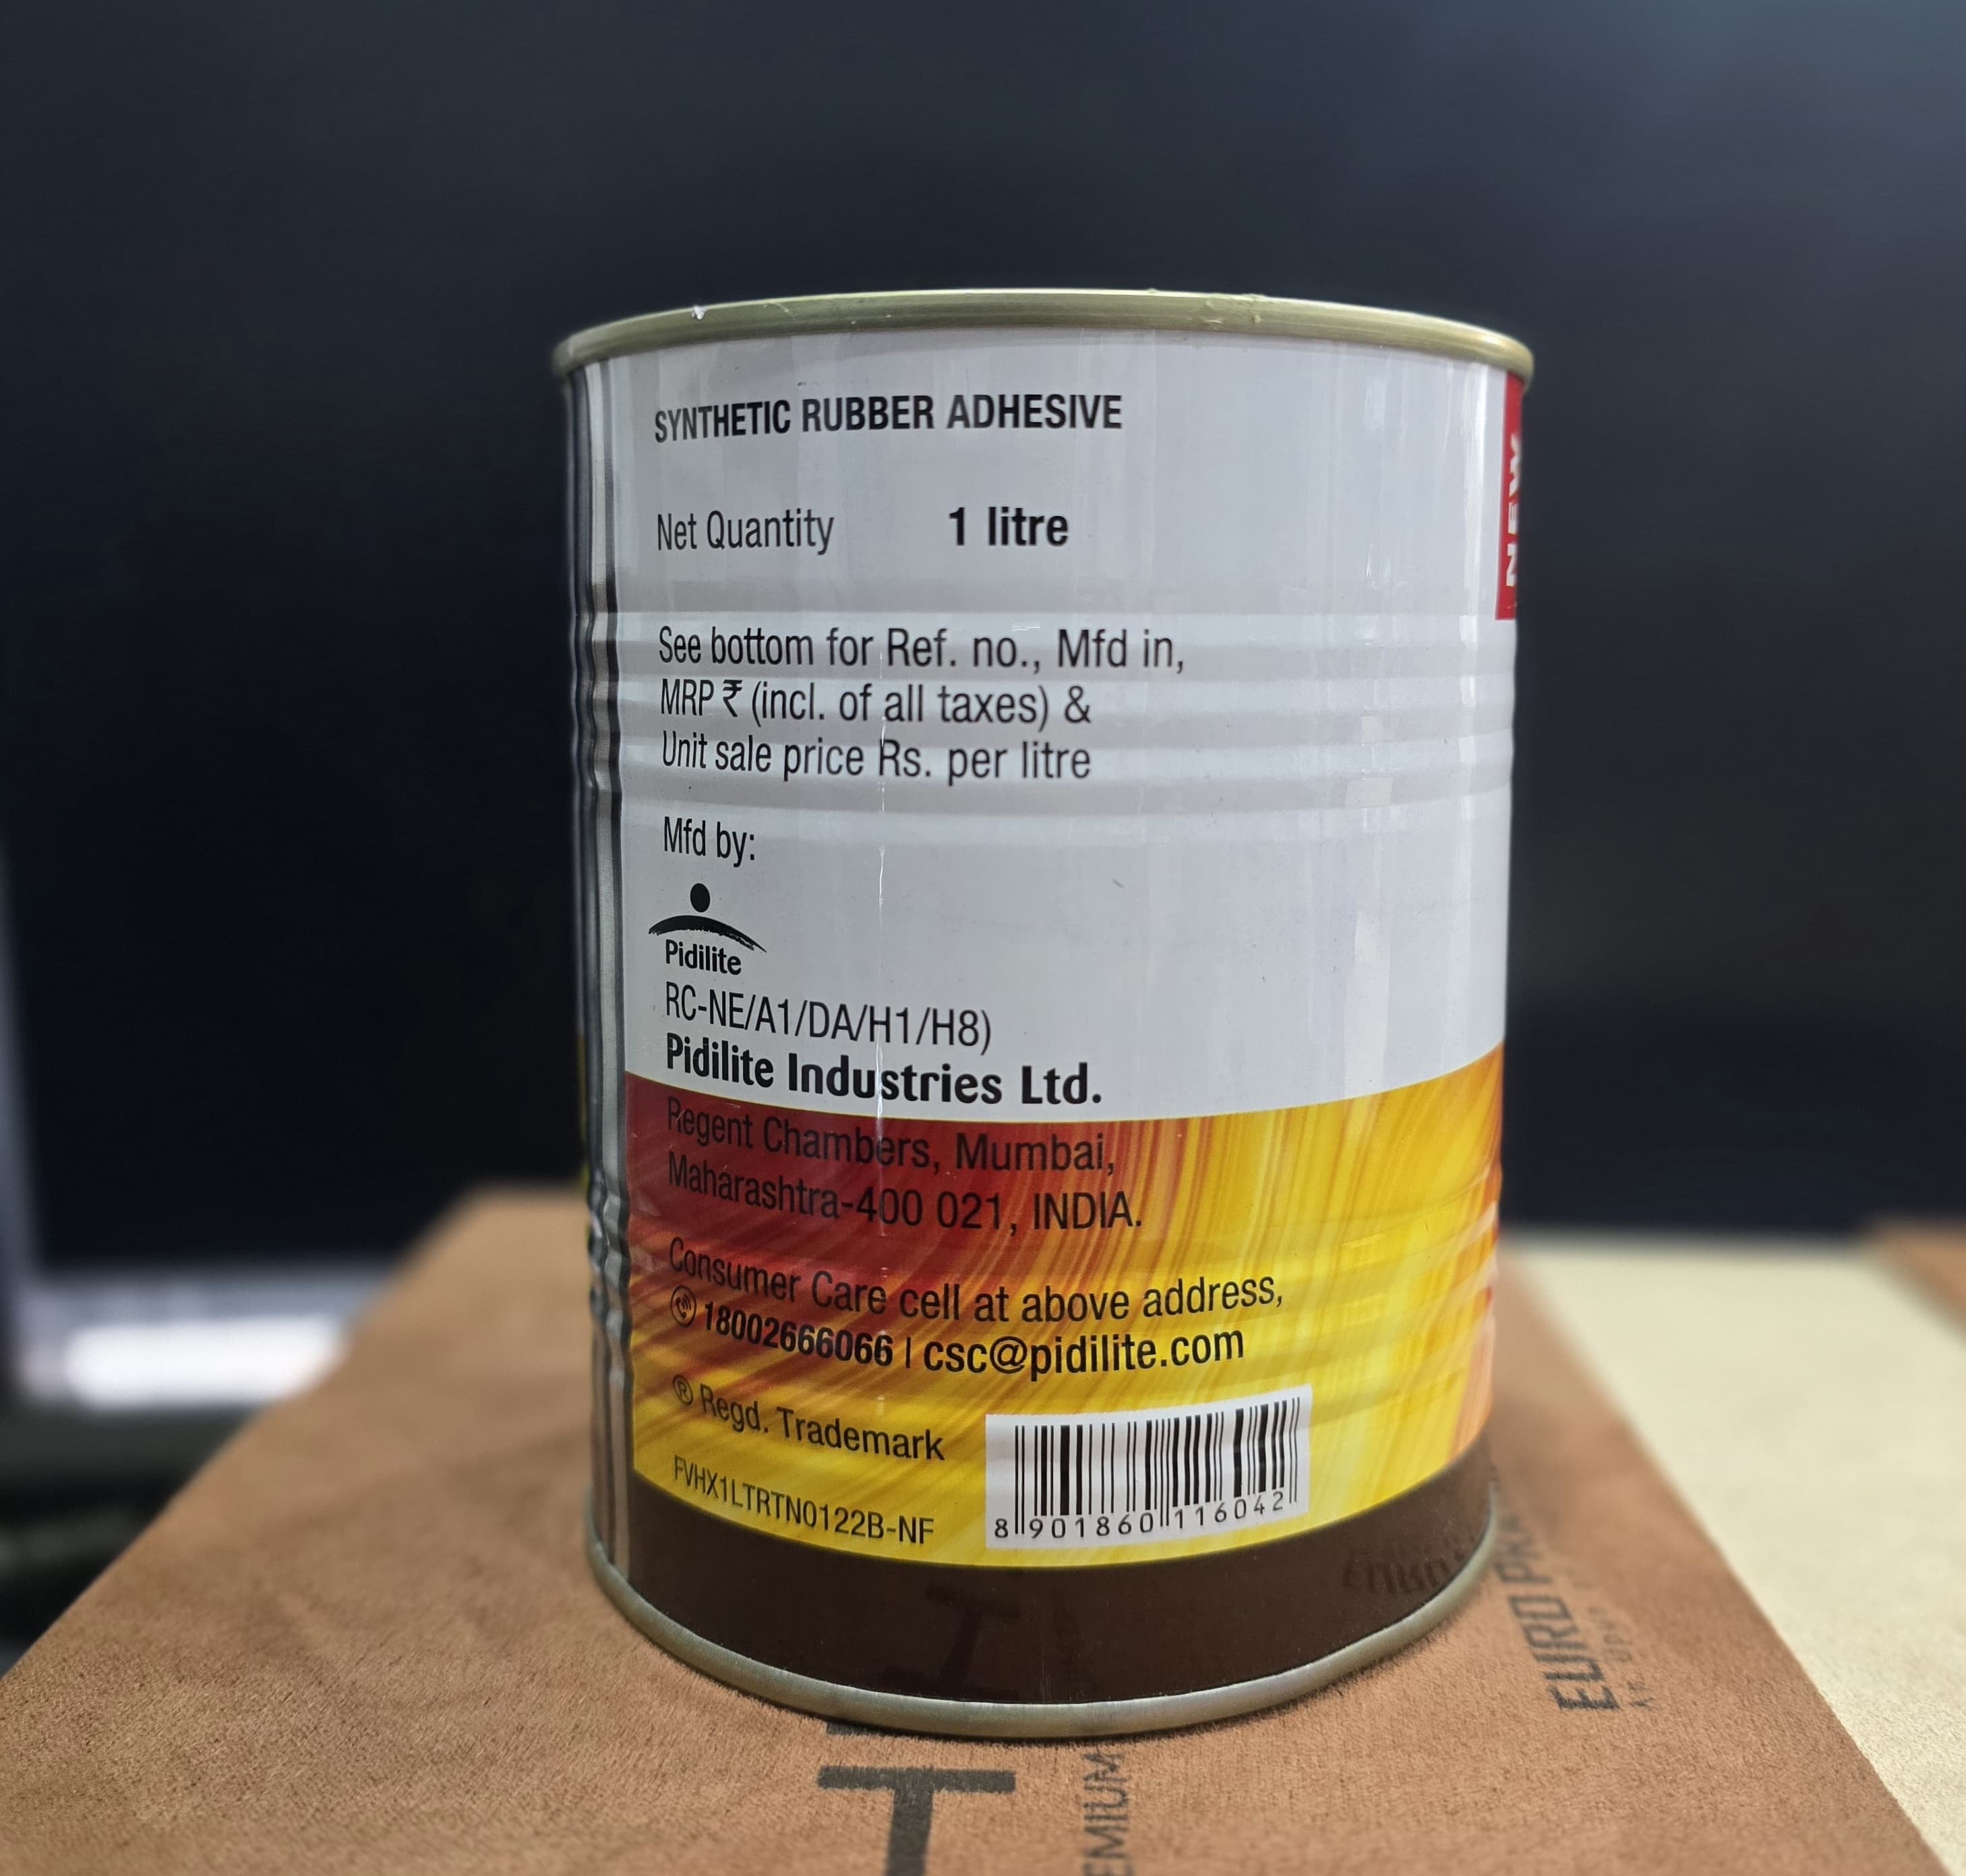 SYNTHETIC RUBBER ADHESIVE
Net Quantity 1 litre
See bottom for Ref. no., Mfd in,
MRP ₹ (incl. of all taxes) &
Unit sale price Rs. per litre
Mfd by:
Pidilite
RC-NE/A1/DA/H1/H8)
Pidilite Industries Ltd.
Regent Chambers, Mumbai,
Maharashtra-400 021, INDIA.
Consumer Care cell at above address,
18002666066 | csc@pidilite.com
® Regd. Trademark
FVHX1LTRTN0122B-NF
8 901860 116042
NEW
EURO